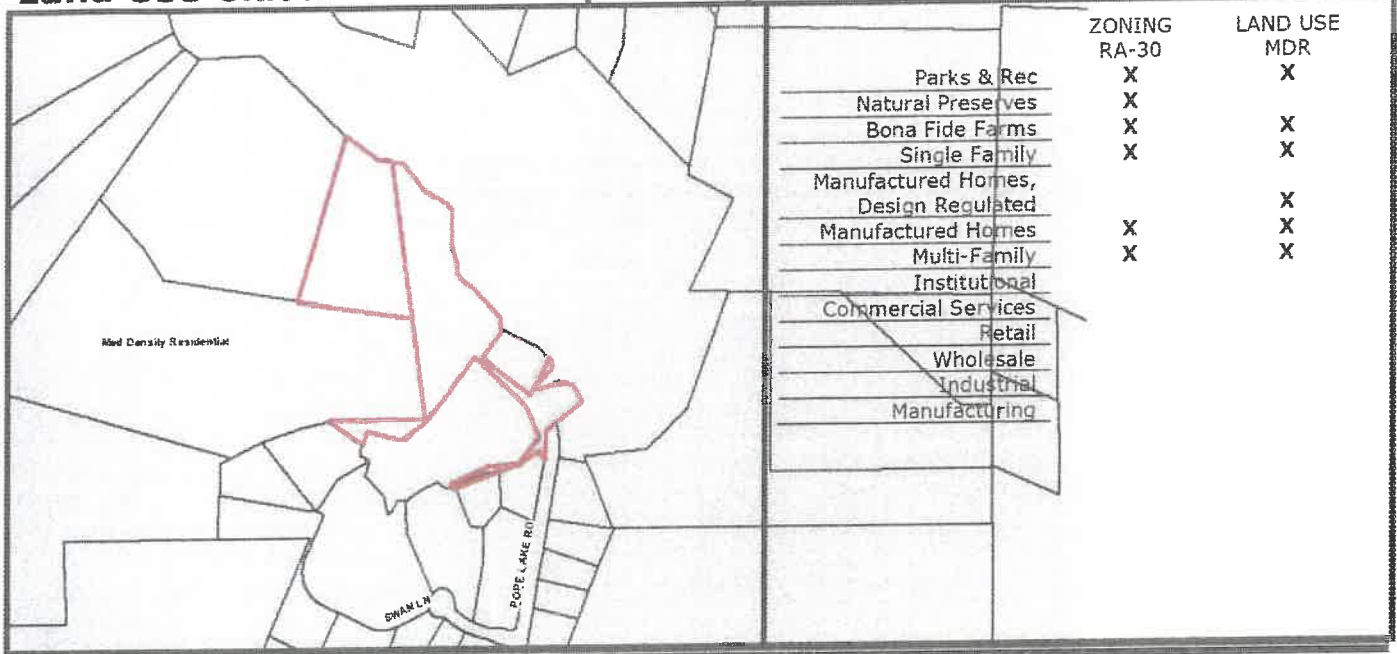 ZONING LAND USE
RA-30 MDR
Parks & Rec X X
Natural Preserves X
Bona Fide Farms X X
Single Family X X
Manufactured Homes,
Design Regulated X
Manufactured Homes X X
Multi-Family X X
Institutional
Commercial Services
Retail
Wholesale
Industrial
Manufacturing
Med Density Residential
SWAN LN
POPE LAKE RD